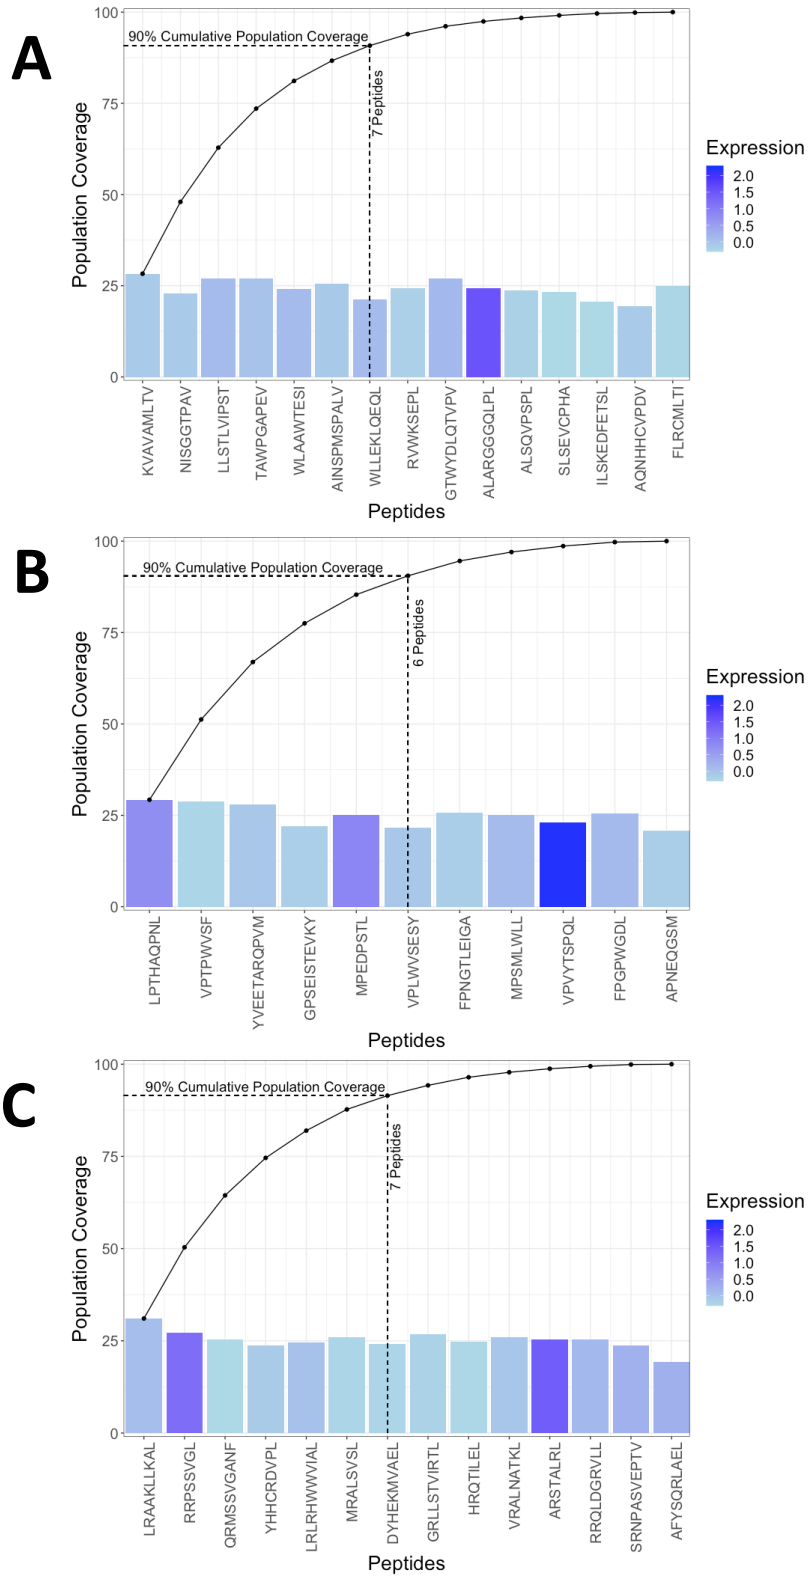 A
Population Coverage
100
75
50
25
0
90% Cumulative Population Coverage
7 Peptides
KVAVAMLTV
NISGGTPAV
LLSTLVIPST
TAWPGAPEV
WLAAWTESI
AINSPMSPALV
WLLEKLQEQL
RVWKSEPL
GTWYDLQTVPV
ALARGGGQLPL
ALSQVPSPL
SLSEVCPHA
ILSKEDFETSL
AQNHHCVPDV
FLRCMLTI
Peptides
Expression
2.0
1.5
1.0
0.5
0.0
B
Population Coverage
100
75
50
25
0
90% Cumulative Population Coverage
6 Peptides
LPTHAQPNL
VPTPWVSF
YVEETARQPVM
GPSEISTEVKY
MPEDPSTL
VPLWVSESY
FPNGTLEIGA
MPSMLWLL
VPVYTSPQL
FPGPWGDL
APNEQGSM
Peptides
Expression
2.0
1.5
1.0
0.5
0.0
C
Population Coverage
100
75
50
25
0
90% Cumulative Population Coverage
7 Peptides
LRAAKLLKAL
RRPSSVGL
QRMSSVGANF
YHHCRDVPL
LRLRHWWVIAL
MRALSVSL
DYHEKMVAEL
GRLLSTVIRTL
HRQTILEL
VRALNATKL
ARSTALRL
RRQLDGRVLL
SRNPASVEPTV
AFYSQRLAEL
Peptides
Expression
2.0
1.5
1.0
0.5
0.0